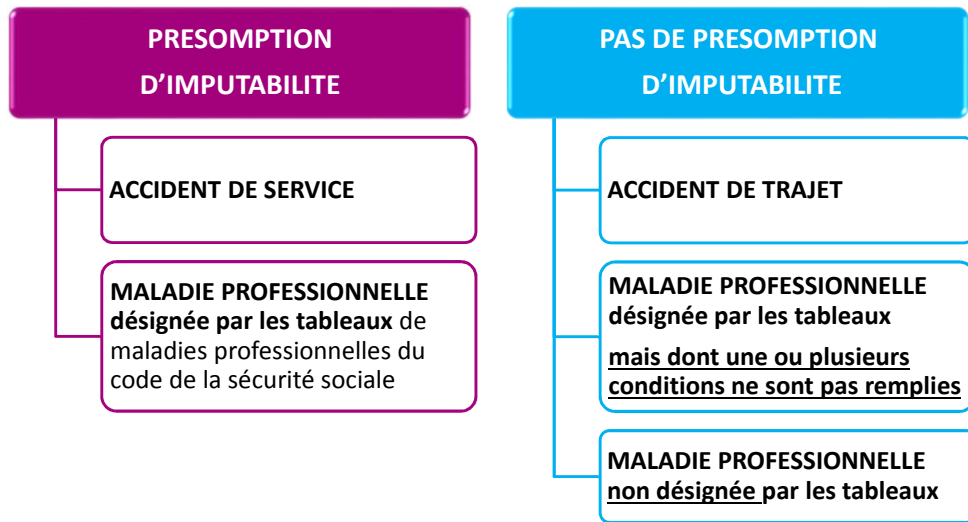 PRESOMPTION
D’IMPUTABILITE
ACCIDENT DE SERVICE
MALADIE PROFESSIONNELLE
désignée par les tableaux de
maladies professionnelles du
code de la sécurité sociale
PAS DE PRESOMPTION
D’IMPUTABILITE
ACCIDENT DE TRAJET
MALADIE PROFESSIONNELLE
désignée par les tableaux
mais dont une ou plusieurs
conditions ne sont pas remplies
MALADIE PROFESSIONNELLE
non désignée par les tableaux